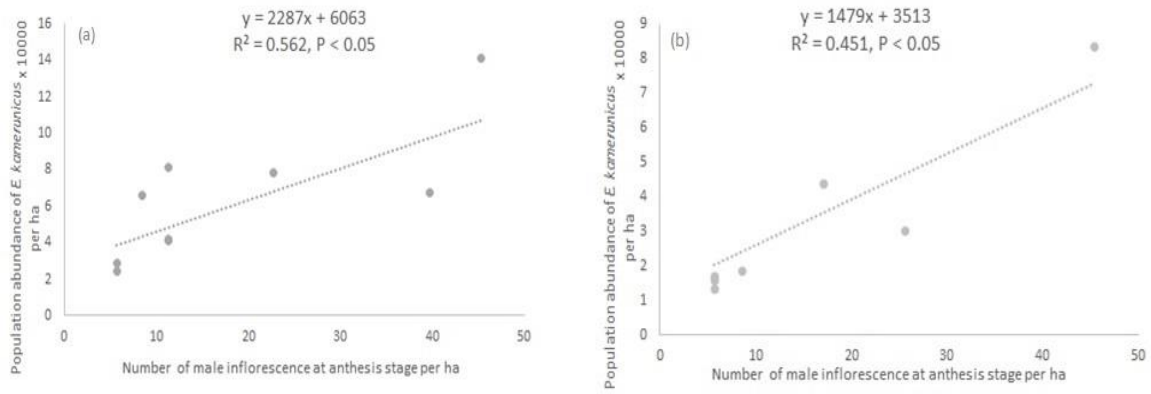 y = 2287x + 6063
R² = 0.562, P < 0.05
(a)
16
14
12
10
8
6
4
2
0
Population abundance of E. kamerunicus x 10000
per ha
0 10 20 30 40 50
Number of male inflorescence at anthesis stage per ha
y = 1479x + 3513
R² = 0.451, P < 0.05
(b)
9
8
7
6
5
4
3
2
1
0
Population abundance of E. kamerunicus x 10000
per ha
0 10 20 30 40 50
Number of male inflorescence at anthesis stage per ha